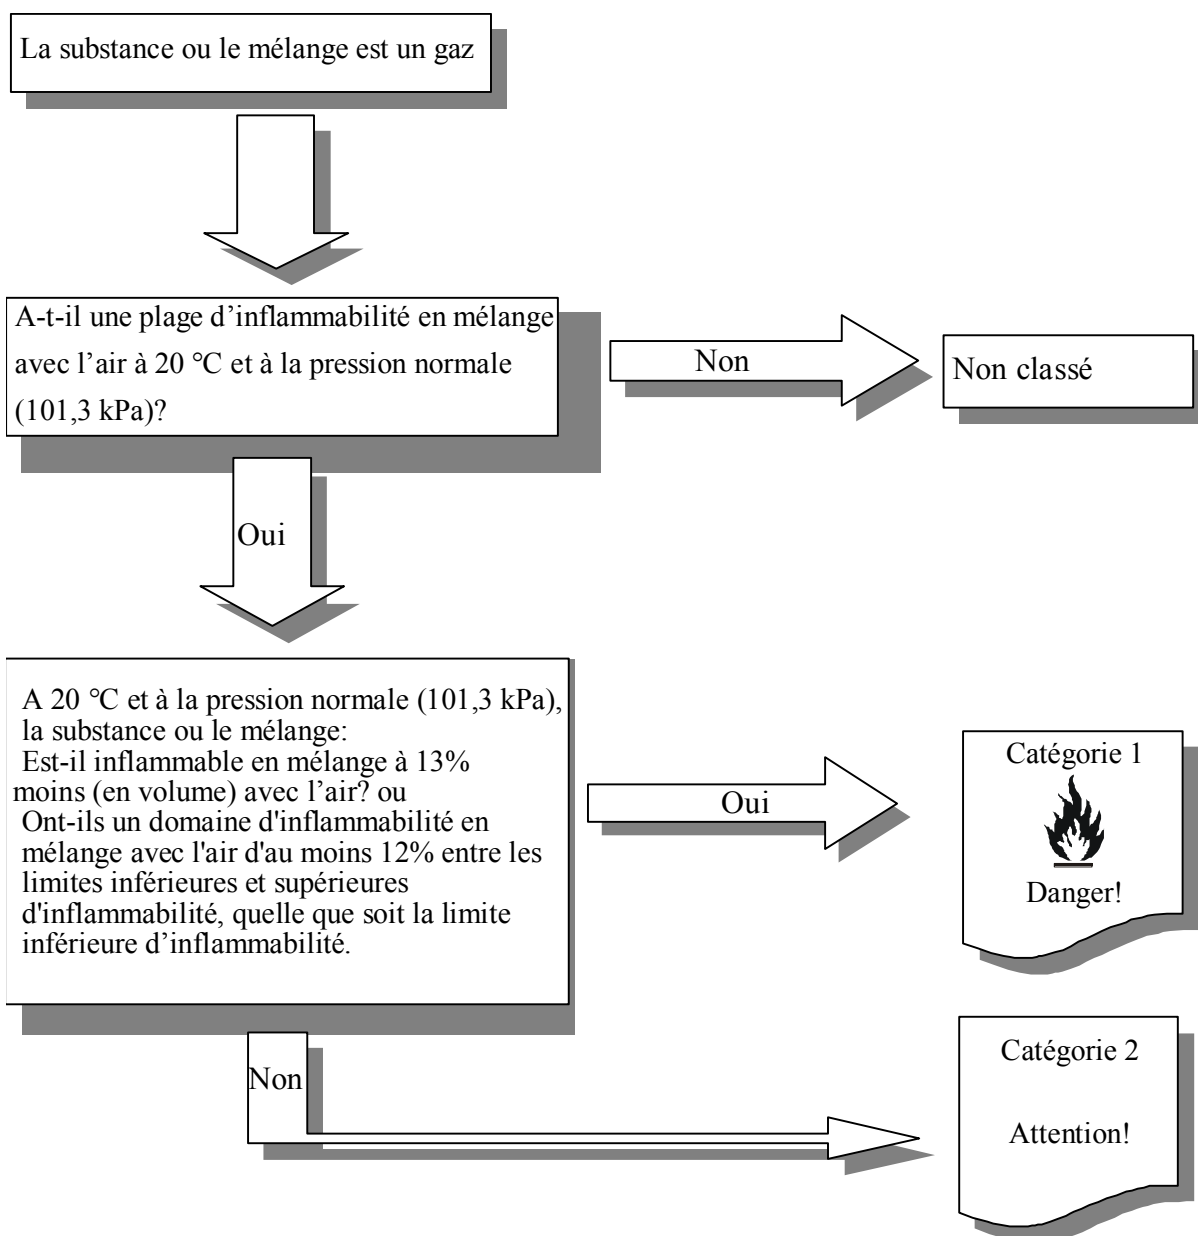 La substance ou le mélange est un gaz
A-t-il une plage d’inflammabilité en mélange
avec l’air à 20 °C et à la pression normale
(101,3 kPa)?
Non
Non classé
Oui
A 20 °C et à la pression normale (101,3 kPa),
la substance ou le mélange:
Est-il inflammable en mélange à 13%
moins (en volume) avec l’air? ou
Ont-ils un domaine d'inflammabilité en
mélange avec l'air d'au moins 12% entre les
limites inférieures et supérieures
d'inflammabilité, quelle que soit la limite
inférieure d’inflammabilité.
Oui
Catégorie 1
Danger!
Non
Catégorie 2
Attention!